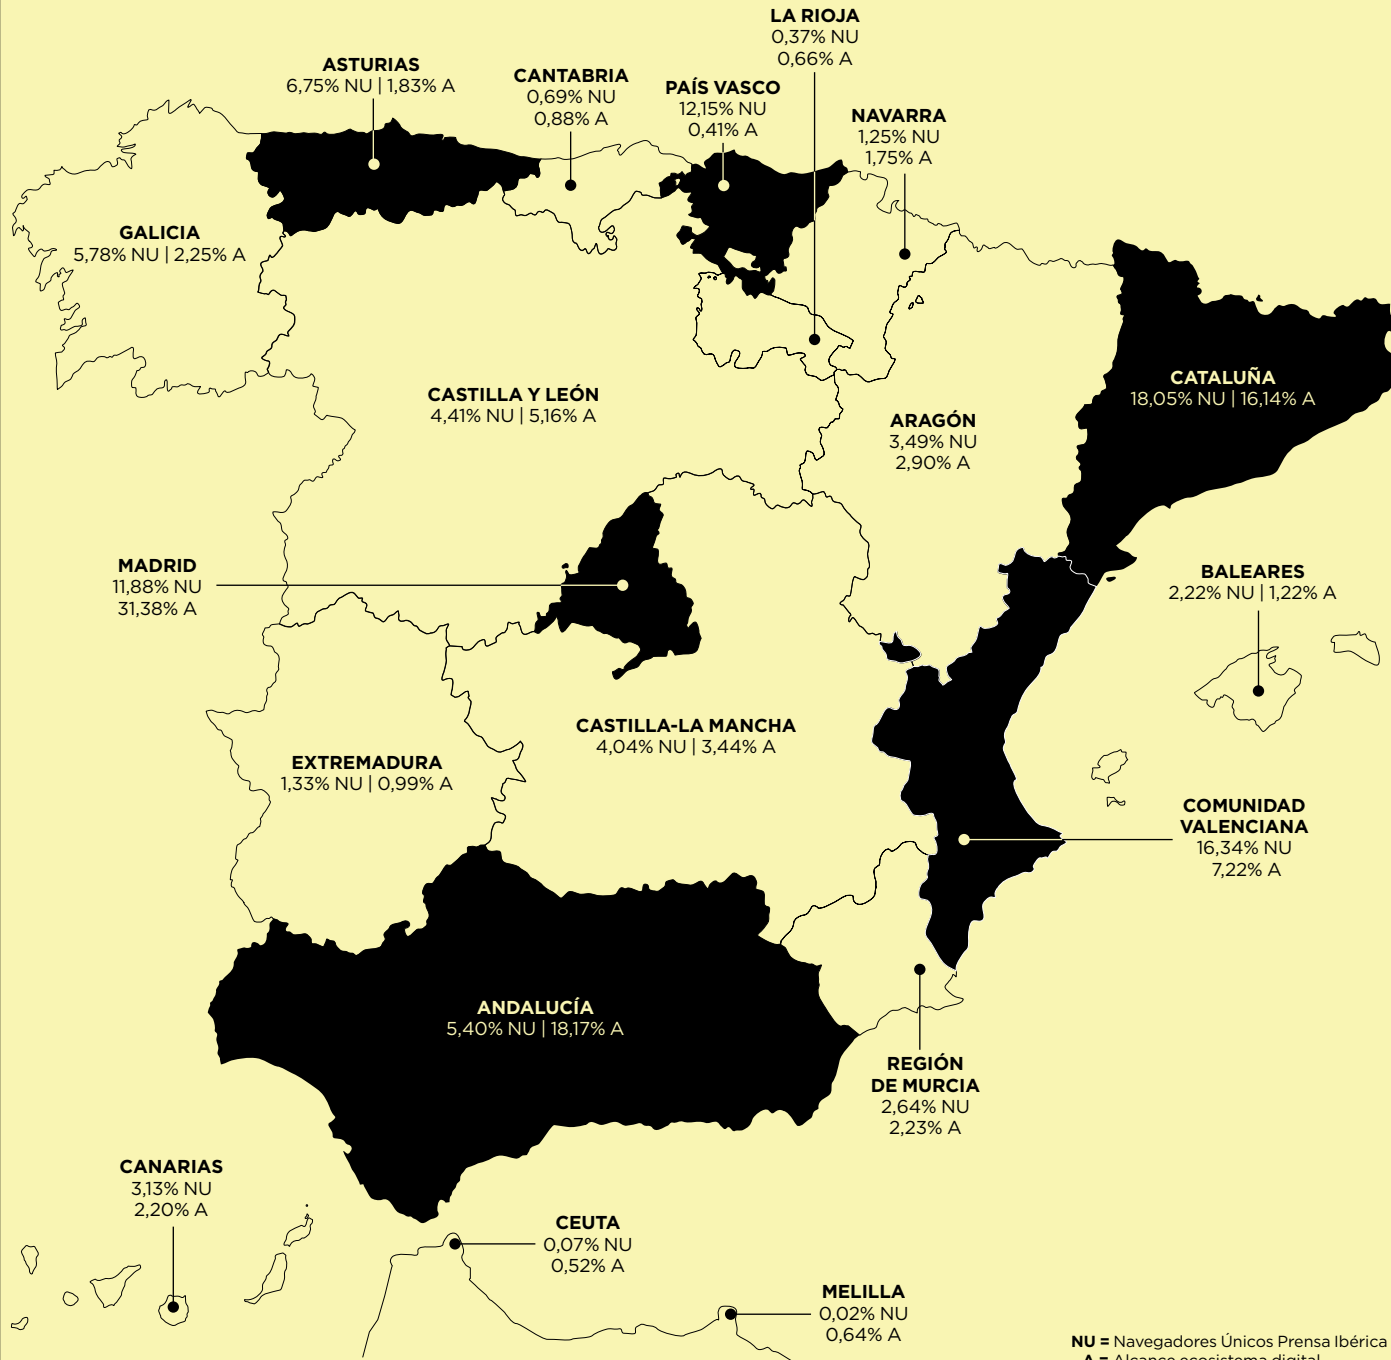 LA RIOJA
0,37% NU
0,66% A
ASTURIAS
6,75% NU | 1,83% A
CANTABRIA
0,69% NU
0,88% A
PAÍS VASCO
12,15% NU
0,41% A
NAVARRA
1,25% NU
1,75% A
GALICIA
5,78% NU | 2,25% A
CASTILLA Y LEÓN
4,41% NU | 5,16% A
ARAGÓN
3,49% NU
2,90% A
CATALUÑA
18,05% NU | 16,14% A
MADRID
11,88% NU
31,38% A
BALEARES
2,22% NU | 1,22% A
CASTILLA-LA MANCHA
4,04% NU | 3,44% A
EXTREMADURA
1,33% NU | 0,99% A
COMUNIDAD
VALENCIANA
16,34% NU
7,22% A
ANDALUCÍA
5,40% NU | 18,17% A
REGIÓN
DE MURCIA
2,64% NU
2,23% A
CANARIAS
3,13% NU
2,20% A
CEUTA
0,07% NU
0,52% A
MELILLA
0,02% NU
0,64% A
NU = Navegadores Únicos Prensa Ibérica
A = Alcance ecosistema digital